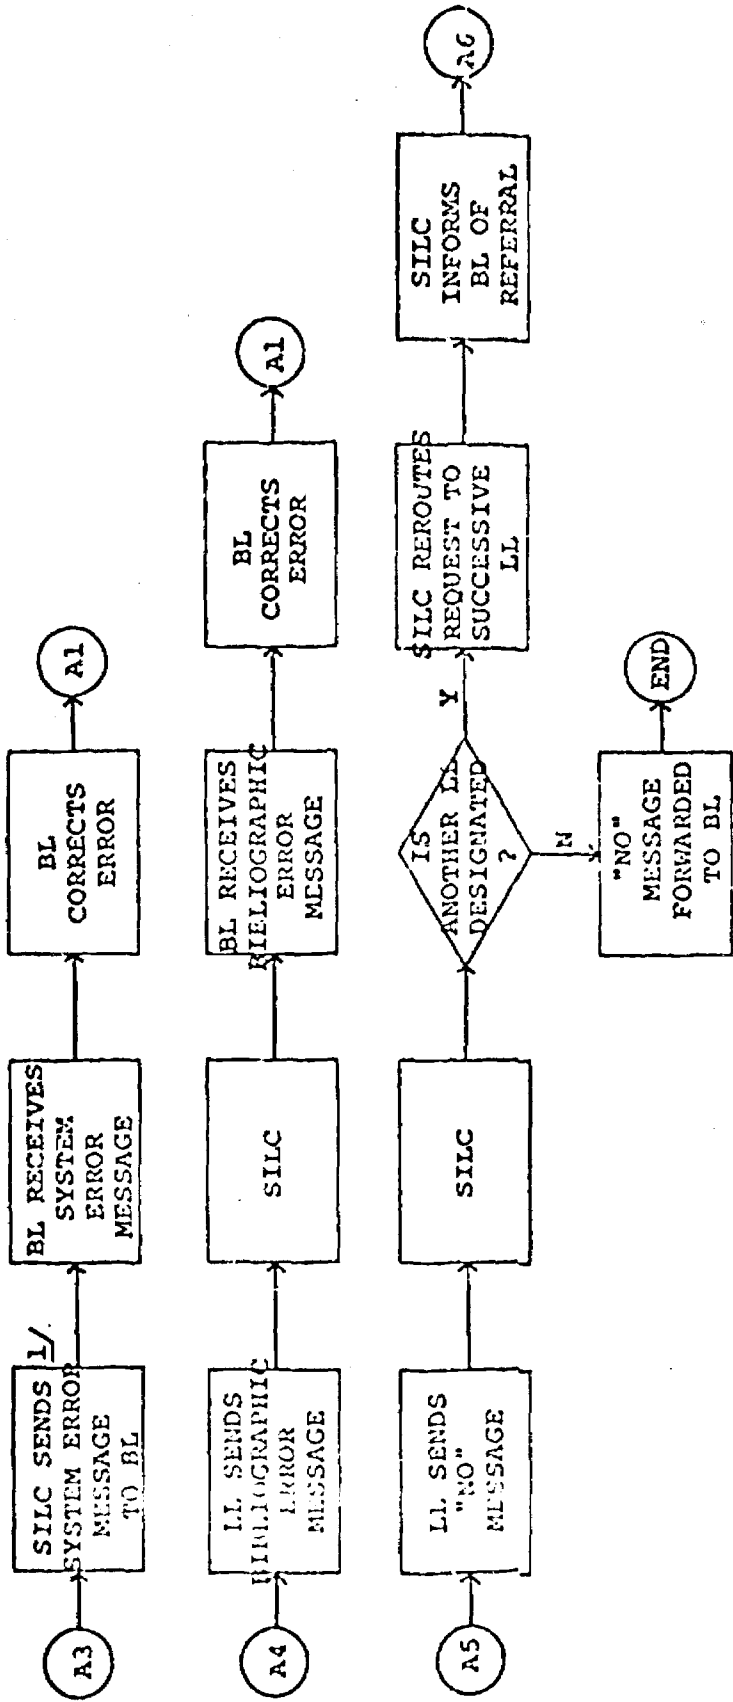 A3
SILC SENDS 1/
SYSTEM ERROR
MESSAGE
TO BL
BL RECEIVES
SYSTEM
ERROR
MESSAGE
BL
CORRECTS
ERROR
A1
A4
LL SENDS
BIBLIOGRAPHIC
ERROR
MESSAGE
SILC
BL RECEIVES
BIBLIOGRAPHIC
ERROR
MESSAGE
BL
CORRECTS
ERROR
A1
A5
LL SENDS
"NO"
MESSAGE
SILC
IS
ANOTHER LL
DESIGNATED
?
Y
N
SILC REROUTES
REQUEST TO
SUCCESSIVE
LL
SILC
INFORMS
BL OF
REFERRAL
A6
"NO"
MESSAGE
FORWARDED
TO BL
END